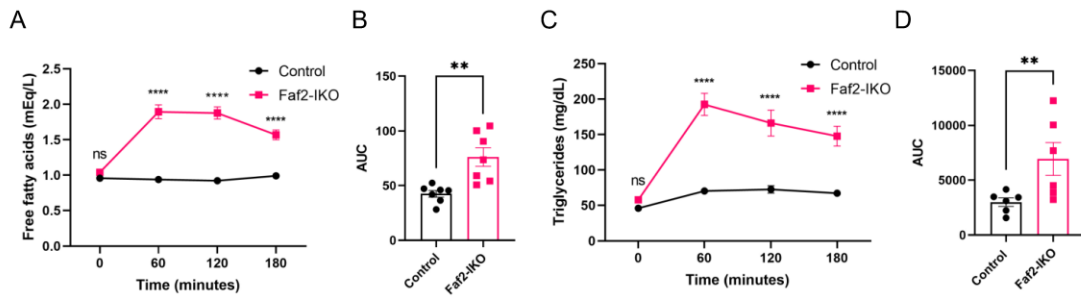 A
Free fatty acids (mEq/L)
2.5
2.0
1.5
1.0
0.5
0.0
ns
****
****
****
Control
Faf2-IKO
0
60
120
180
Time (minutes)
B
AUC
100
50
0
**
Control
Faf2-IKO
C
Triglycerides (mg/dL)
250
200
150
100
50
0
ns
****
****
****
Control
Faf2-IKO
0
60
120
180
Time (minutes)
D
AUC
15000
10000
5000
0
**
Control
Faf2-IKO